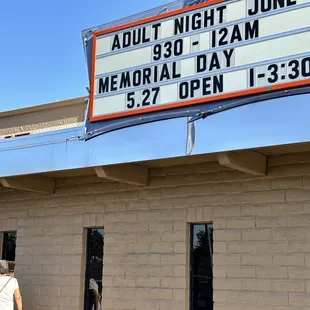 ADULT NIGHT JUNE
930 - 12AM
MEMORIAL DAY
5.27 OPEN 1-3:30